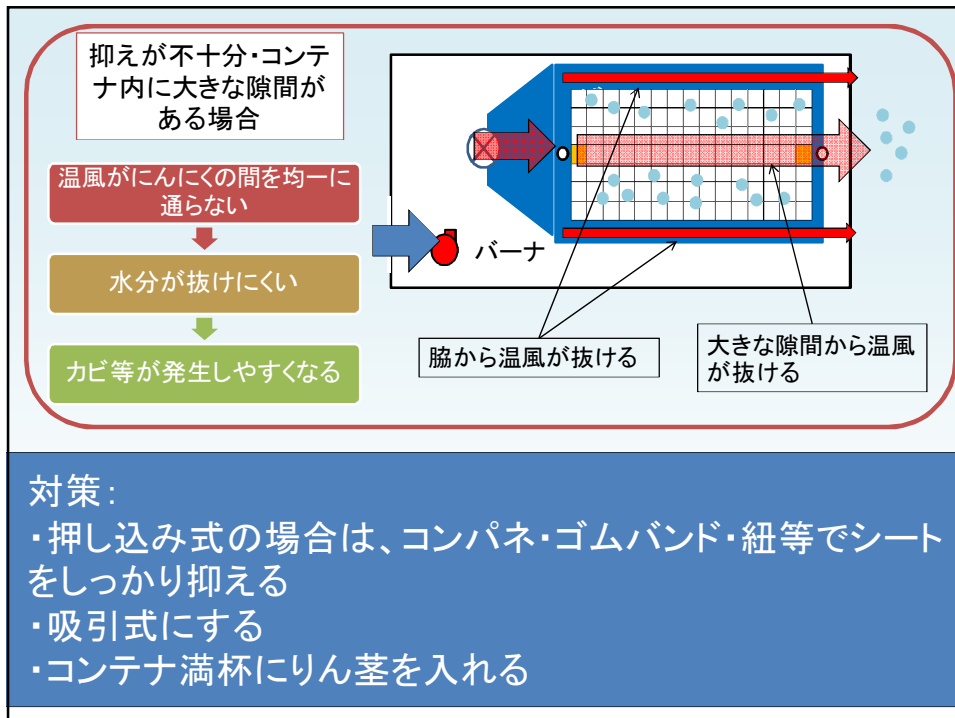 抑えが不十分・コンテ
ナ内に大きな隙間が
ある場合
温風がにんにくの間を均一に
通らない
水分が抜けにくい
カビ等が発生しやすくなる
バーナ
脇から温風が抜ける
大きな隙間から温風
が抜ける
対策:
・押し込み式の場合は、コンパネ・ゴムバンド・紐等でシート
をしっかり抑える
・吸引式にする
・コンテナ満杯にりん茎を入れる